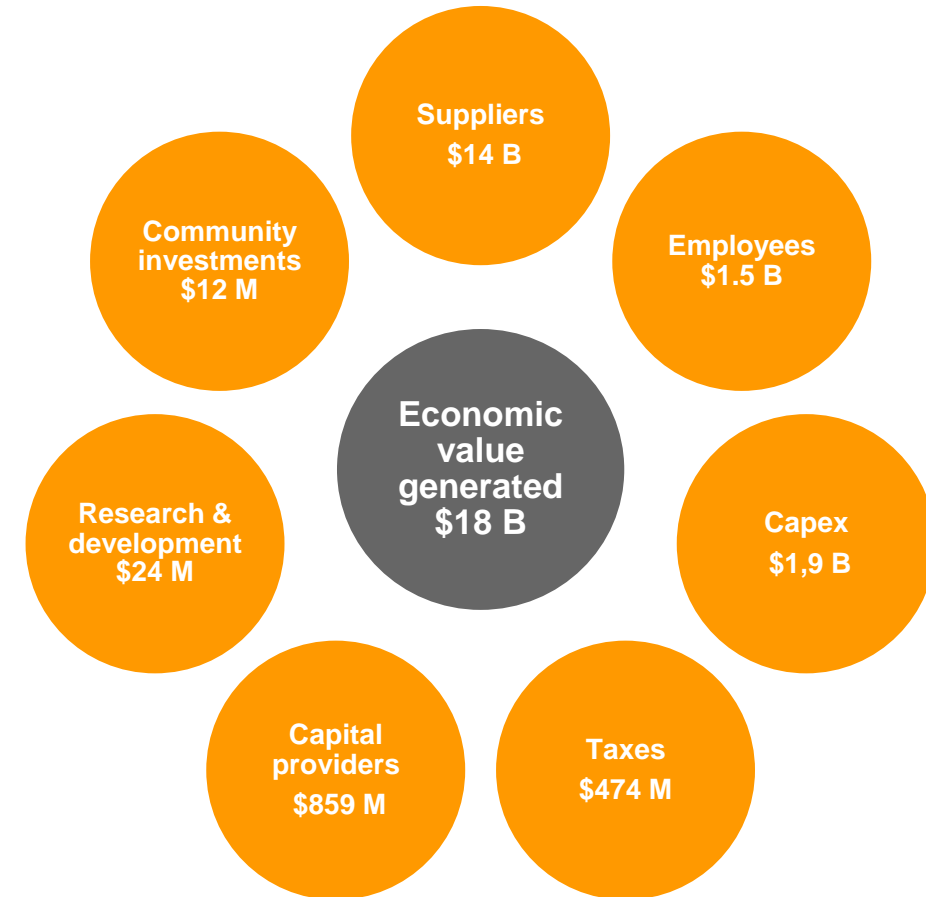 Suppliers
$14 B
Employees
$1.5 B
Capex
$1,9 B
Taxes
$474 M
Capital
providers
$859 M
Research &
development
$24 M
Community
investments
$12 M
Economic
value
generated
$18 B